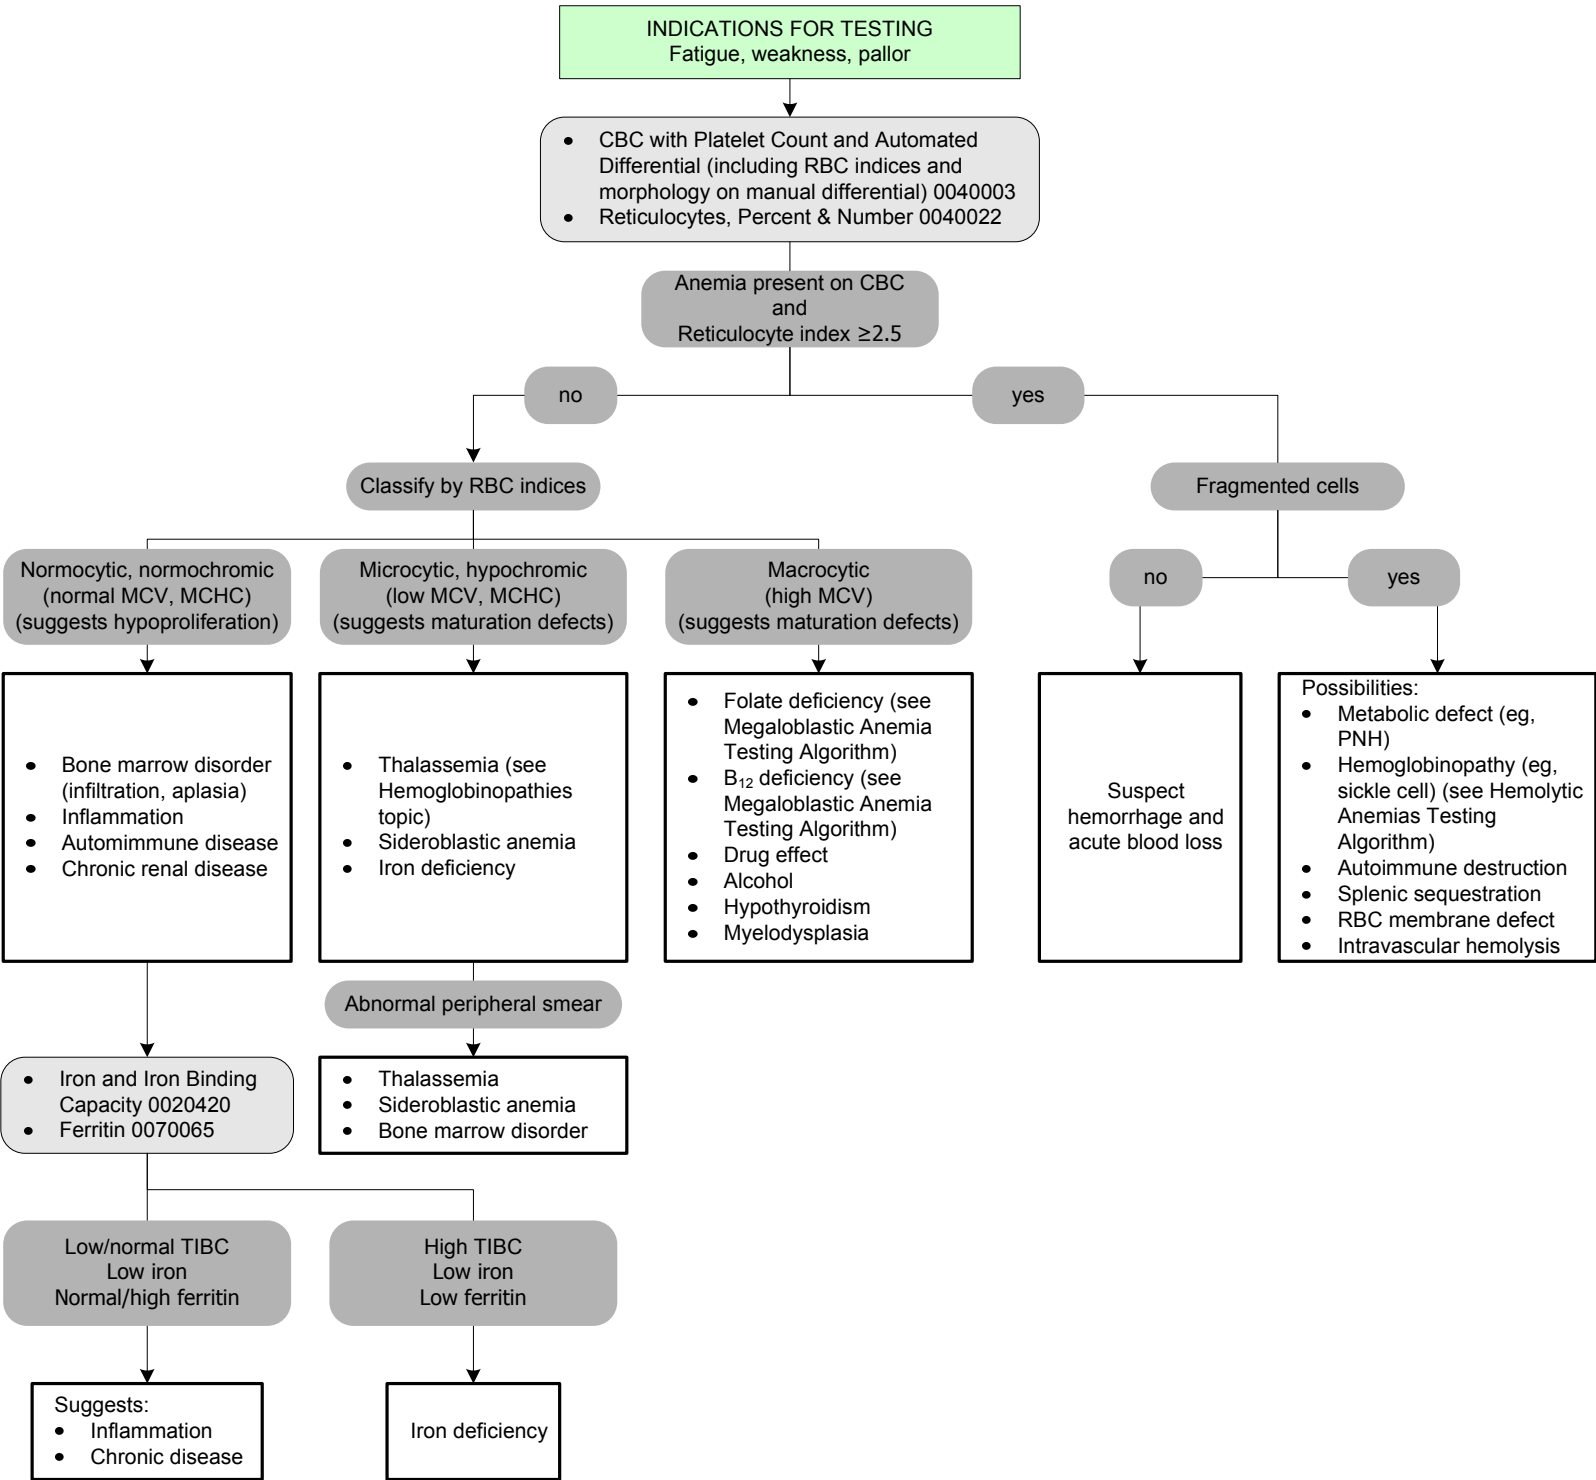 INDICATIONS FOR TESTING
Fatigue, weakness, pallor
• CBC with Platelet Count and Automated
Differential (including RBC indices and
morphology on manual differential) 0040003
• Reticulocytes, Percent & Number 0040022
Anemia present on CBC
and
Reticulocyte index ≥2.5
no
yes
Classify by RBC indices
Fragmented cells
Normocytic, normochromic
(normal MCV, MCHC)
(suggests hypoproliferation)
Microcytic, hypochromic
(low MCV, MCHC)
(suggests maturation defects)
Macrocytic
(high MCV)
(suggests maturation defects)
no
yes
• Bone marrow disorder
(infiltration, aplasia)
• Inflammation
• Automimmune disease
• Chronic renal disease
• Thalassemia (see
Hemoglobinopathies
topic)
• Sideroblastic anemia
• Iron deficiency
• Folate deficiency (see
Megaloblastic Anemia
Testing Algorithm)
• B₁₂ deficiency (see
Megaloblastic Anemia
Testing Algorithm)
• Drug effect
• Alcohol
• Hypothyroidism
• Myelodysplasia
Suspect
hemorrhage and
acute blood loss
Possibilities:
• Metabolic defect (eg,
PNH)
• Hemoglobinopathy (eg,
sickle cell) (see Hemolytic
Anemias Testing
Algorithm)
• Autoimmune destruction
• Splenic sequestration
• RBC membrane defect
• Intravascular hemolysis
Abnormal peripheral smear
• Iron and Iron Binding
Capacity 0020420
• Ferritin 0070065
• Thalassemia
• Sideroblastic anemia
• Bone marrow disorder
Low/normal TIBC
Low iron
Normal/high ferritin
High TIBC
Low iron
Low ferritin
Suggests:
• Inflammation
• Chronic disease
Iron deficiency